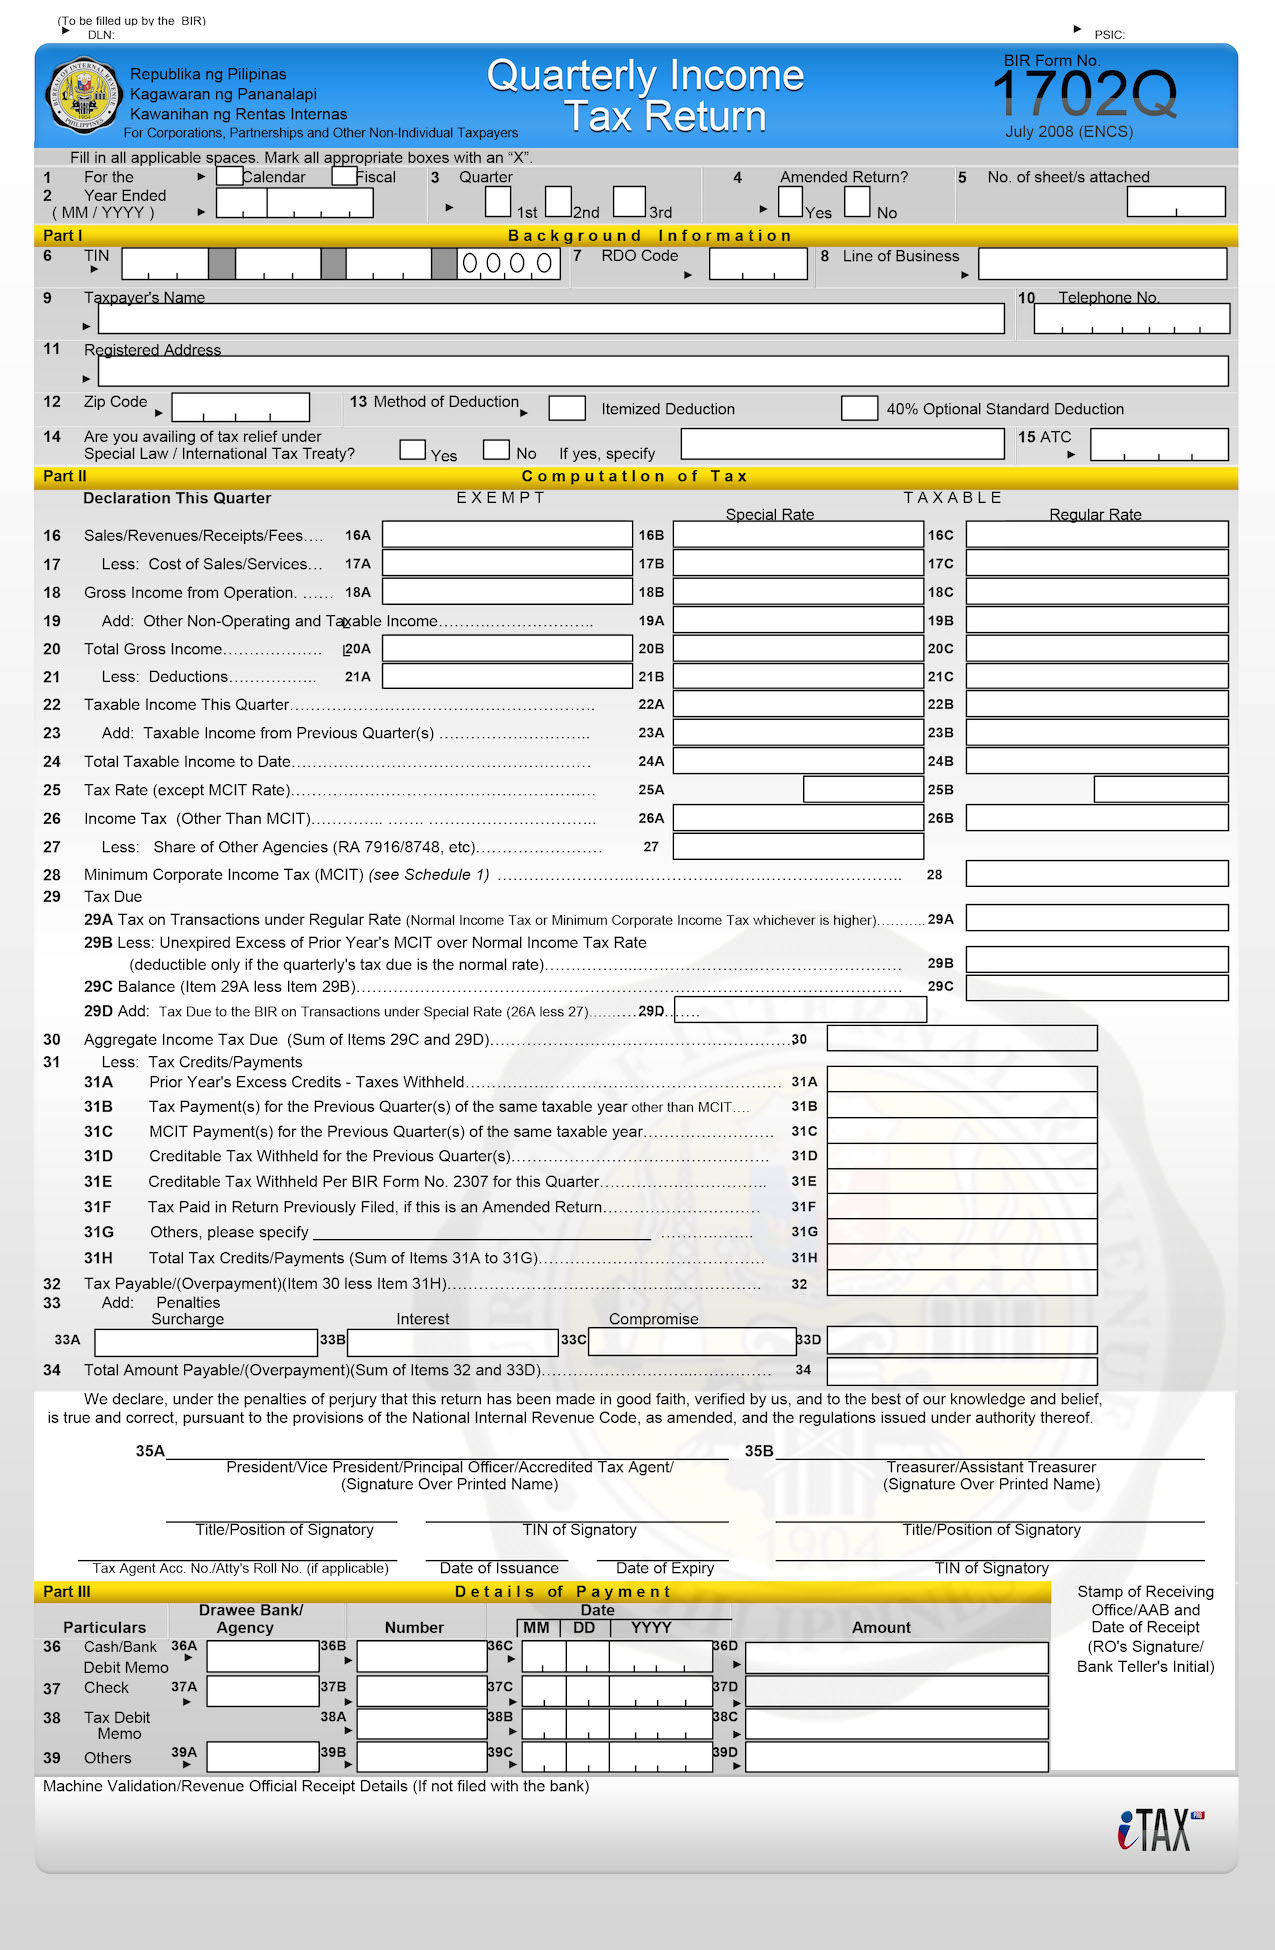 (To be filled up by the BIR)
DLN: PSIC:
Republika ng Pilipinas
Kagawaran ng Pananalapi
Kawanihan ng Rentas Internas
For Corporations, Partnerships and Other Non-Individual Taxpayers
Quarterly Income
Tax Return
BIR Form No.
1702Q
July 2008 (ENCS)
Fill in all applicable spaces. Mark all appropriate boxes with an “X”.
1 For the Calendar Fiscal
2 Year Ended
( MM / YYYY )
3 Quarter
1st 2nd 3rd
4 Amended Return?
Yes No
5 No. of sheet/s attached
Part I Background Information
6 TIN 0 0 0 0 7 RDO Code 8 Line of Business
9 Taxpayer's Name 10 Telephone No.
11 Registered Address
12 Zip Code 13 Method of Deduction Itemized Deduction 40% Optional Standard Deduction
14 Are you availing of tax relief under
Special Law / International Tax Treaty? Yes No If yes, specify 15 ATC
Part II Computation of Tax
Declaration This Quarter EXEMPT TAXABLE
Special Rate Regular Rate
16 Sales/Revenues/Receipts/Fees.... 16A 16B 16C
17 Less: Cost of Sales/Services... 17A 17B 17C
18 Gross Income from Operation. ...... 18A 18B 18C
19 Add: Other Non-Operating and Taxable Income.............................. 19A 19B
20 Total Gross Income................... 20A 20B 20C
21 Less: Deductions................. 21A 21B 21C
22 Taxable Income This Quarter.......................................................... 22A 22B
23 Add: Taxable Income from Previous Quarter(s) ............................. 23A 23B
24 Total Taxable Income to Date......................................................... 24A 24B
25 Tax Rate (except MCIT Rate).......................................................... 25A 25B
26 Income Tax (Other Than MCIT).............. ....... ................................ 26A 26B
27 Less: Share of Other Agencies (RA 7916/8748, etc)........................ 27
28 Minimum Corporate Income Tax (MCIT) (see Schedule 1) ............................................................................. 28
29 Tax Due
29A Tax on Transactions under Regular Rate (Normal Income Tax or Minimum Corporate Income Tax whichever is higher)........... 29A
29B Less: Unexpired Excess of Prior Year's MCIT over Normal Income Tax Rate
(deductible only if the quarterly's tax due is the normal rate).................................................................... 29B
29C Balance (Item 29A less Item 29B)........................................................................................................ 29C
29D Add: Tax Due to the BIR on Transactions under Special Rate (26A less 27)..................... 29D
30 Aggregate Income Tax Due (Sum of Items 29C and 29D).......................................................... 30
31 Less: Tax Credits/Payments
31A Prior Year's Excess Credits - Taxes Withheld............................................................ 31A
31B Tax Payment(s) for the Previous Quarter(s) of the same taxable year other than MCIT.... 31B
31C MCIT Payment(s) for the Previous Quarter(s) of the same taxable year......................... 31C
31D Creditable Tax Withheld for the Previous Quarter(s)................................................. 31D
31E Creditable Tax Withheld Per BIR Form No. 2307 for this Quarter................................ 31E
31F Tax Paid in Return Previously Filed, if this is an Amended Return.............................. 31F
31G Others, please specify ................. 31G
31H Total Tax Credits/Payments (Sum of Items 31A to 31G)........................................... 31H
32 Tax Payable/(Overpayment)(Item 30 less Item 31H)............................................................ 32
33 Add: Penalties
Surcharge Interest Compromise
33A 33B 33C 33D
34 Total Amount Payable/(Overpayment)(Sum of Items 32 and 33D)............................................ 34
We declare, under the penalties of perjury that this return has been made in good faith, verified by us, and to the best of our knowledge and belief,
is true and correct, pursuant to the provisions of the National Internal Revenue Code, as amended, and the regulations issued under authority thereof.
35A 35B
President/Vice President/Principal Officer/Accredited Tax Agent/ Treasurer/Assistant Treasurer
(Signature Over Printed Name) (Signature Over Printed Name)
Title/Position of Signatory TIN of Signatory Title/Position of Signatory
Tax Agent Acc. No./Atty's Roll No. (if applicable) Date of Issuance Date of Expiry TIN of Signatory
Part III Details of Payment
Particulars
Drawee Bank/
Agency
Number
Date
MM DD YYYY
Amount
36 Cash/Bank 36A 36B 36C 36D
Debit Memo
37 Check 37A 37B 37C 37D
38 Tax Debit 38A 38B 38C
Memo
39 Others 39A 39B 39C 39D
Stamp of Receiving
Office/AAB and
Date of Receipt
(RO's Signature/
Bank Teller's Initial)
Machine Validation/Revenue Official Receipt Details (If not filed with the bank)
iTAX